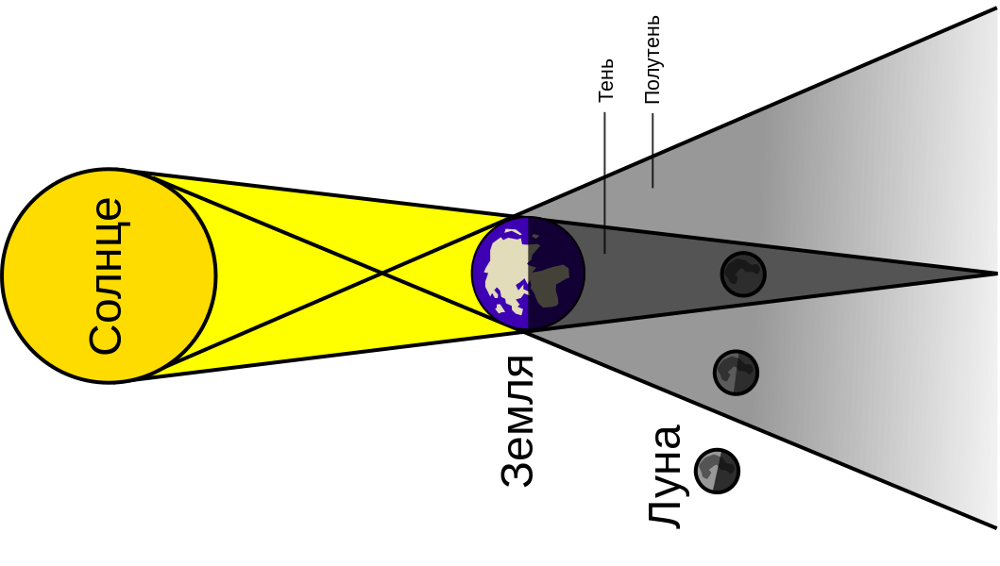 Солнце
Земля
Тень
Полутень
Луна